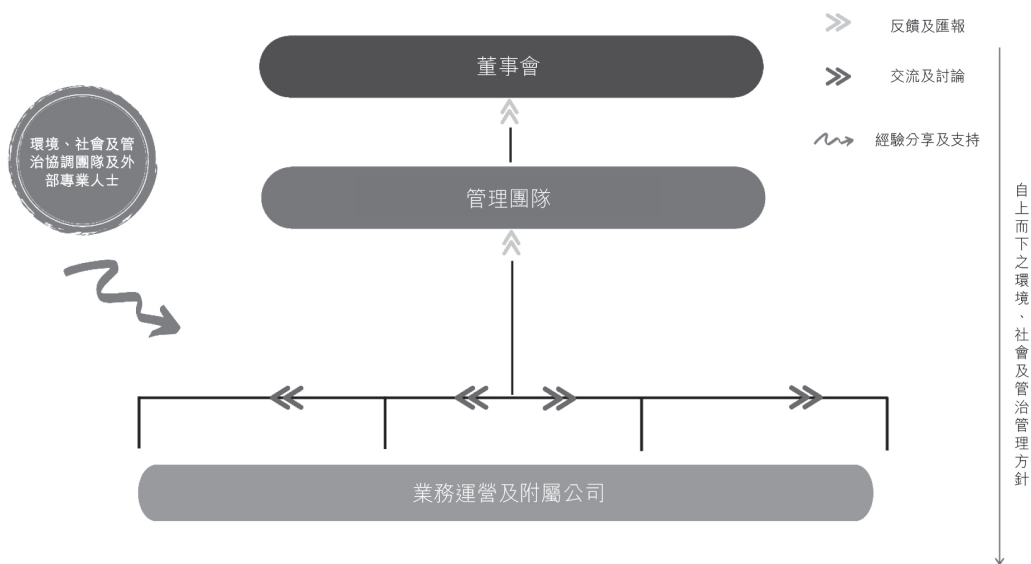 反饋及匯報
董事會
交流及討論
環境、社會及管
治協調團隊及外
部專業人士
經驗分享及支持
管理團隊
自上而下之環境、社會及管治管理方針
業務運營及附屬公司